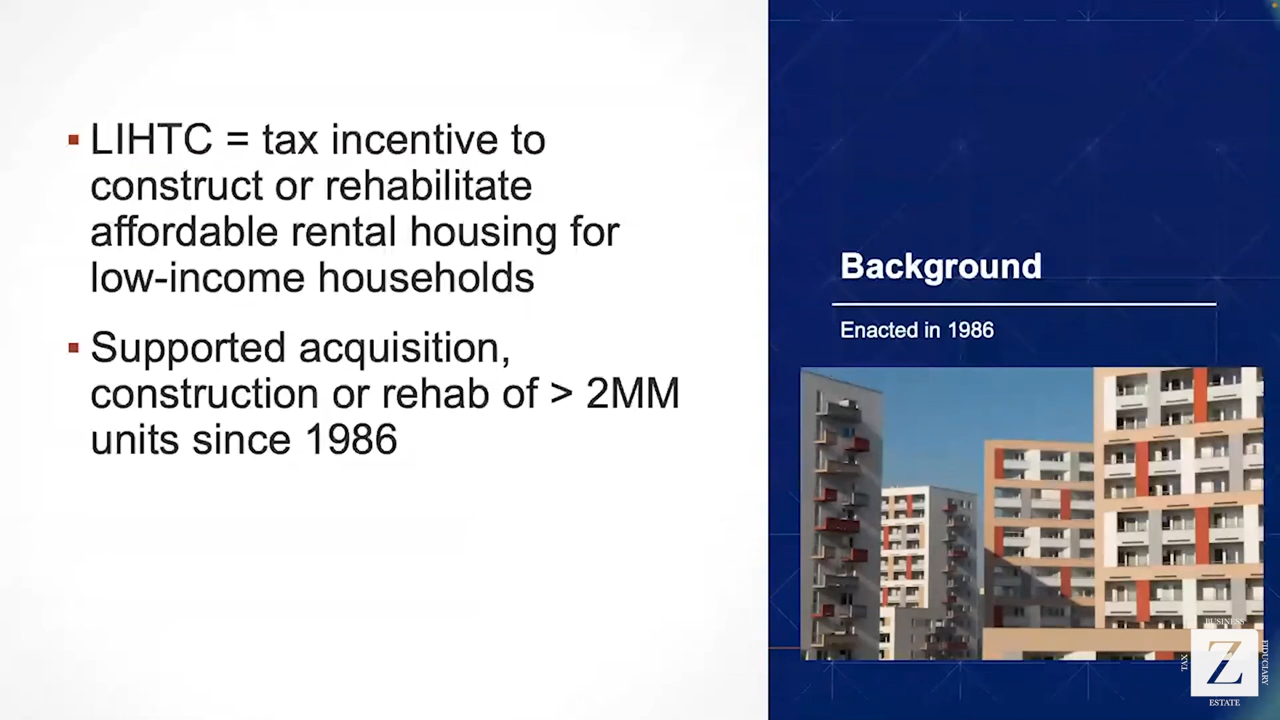 ▪ LIHTC = tax incentive to
construct or rehabilitate
affordable rental housing for
low-income households
▪ Supported acquisition,
construction or rehab of > 2MM
units since 1986
Background
Enacted in 1986
BUSINESS
TAX
Z
FIDUCIARY
ESTATE